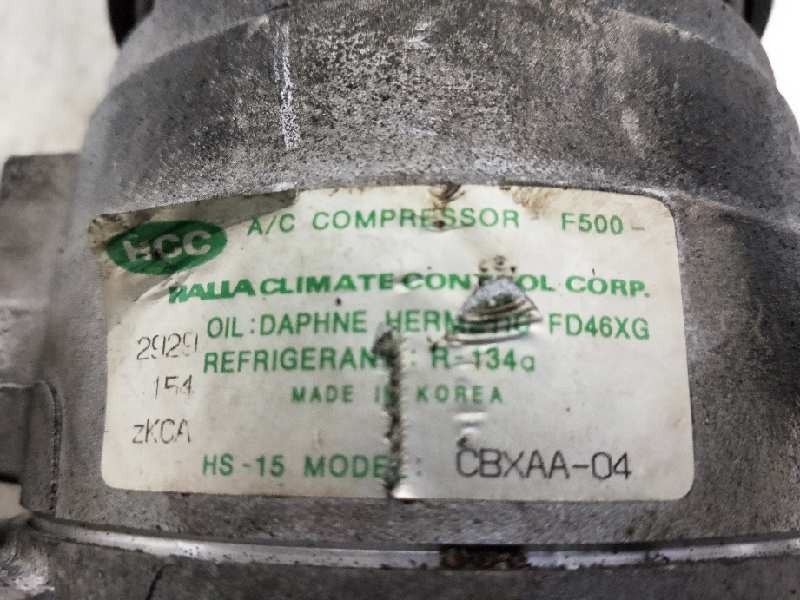 HCC A/C COMPRESSOR F500-
HALLA CLIMATE CONTROL CORP.
OIL: DAPHNE HERMETIC FD46XG
REFRIGERANT: R-134a
MADE IN KOREA
HS-15 MODEL: CBXAA-04
29291
154
zKCA